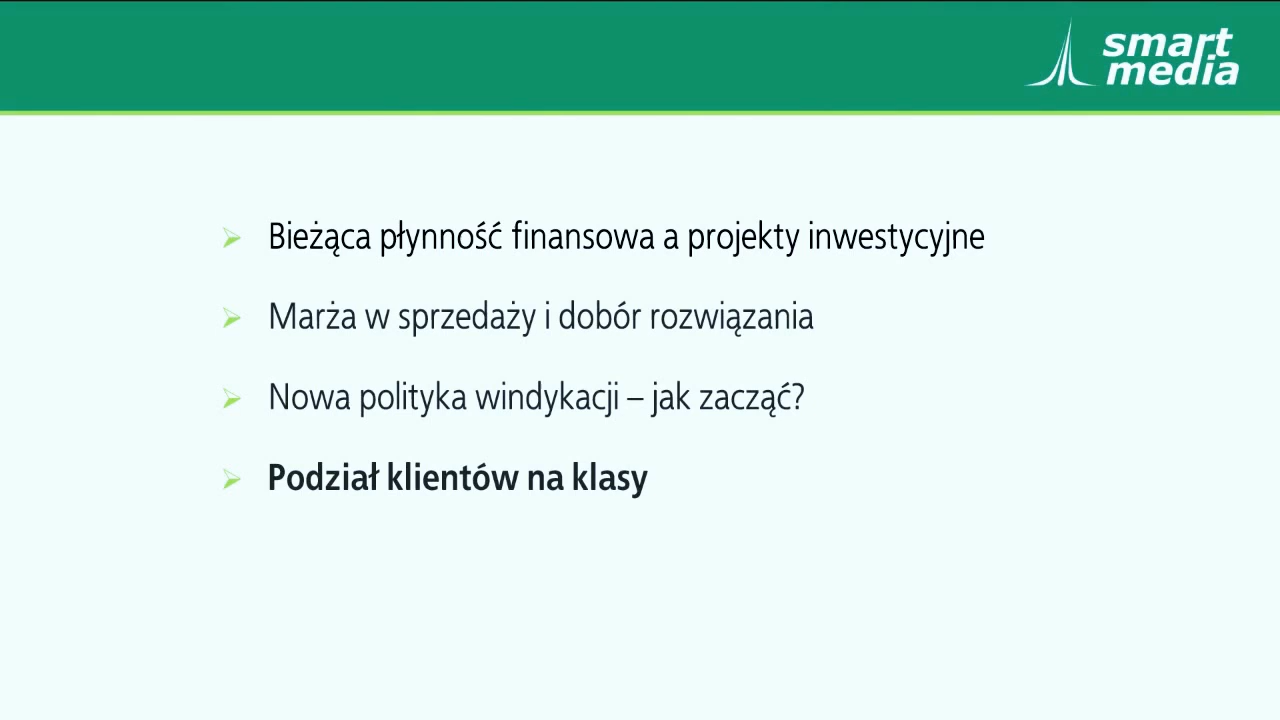 smart
media
Bieżąca płynność finansowa a projekty inwestycyjne
Marża w sprzedaży i dobór rozwiązania
Nowa polityka windykacji – jak zacząć?
Podział klientów na klasy